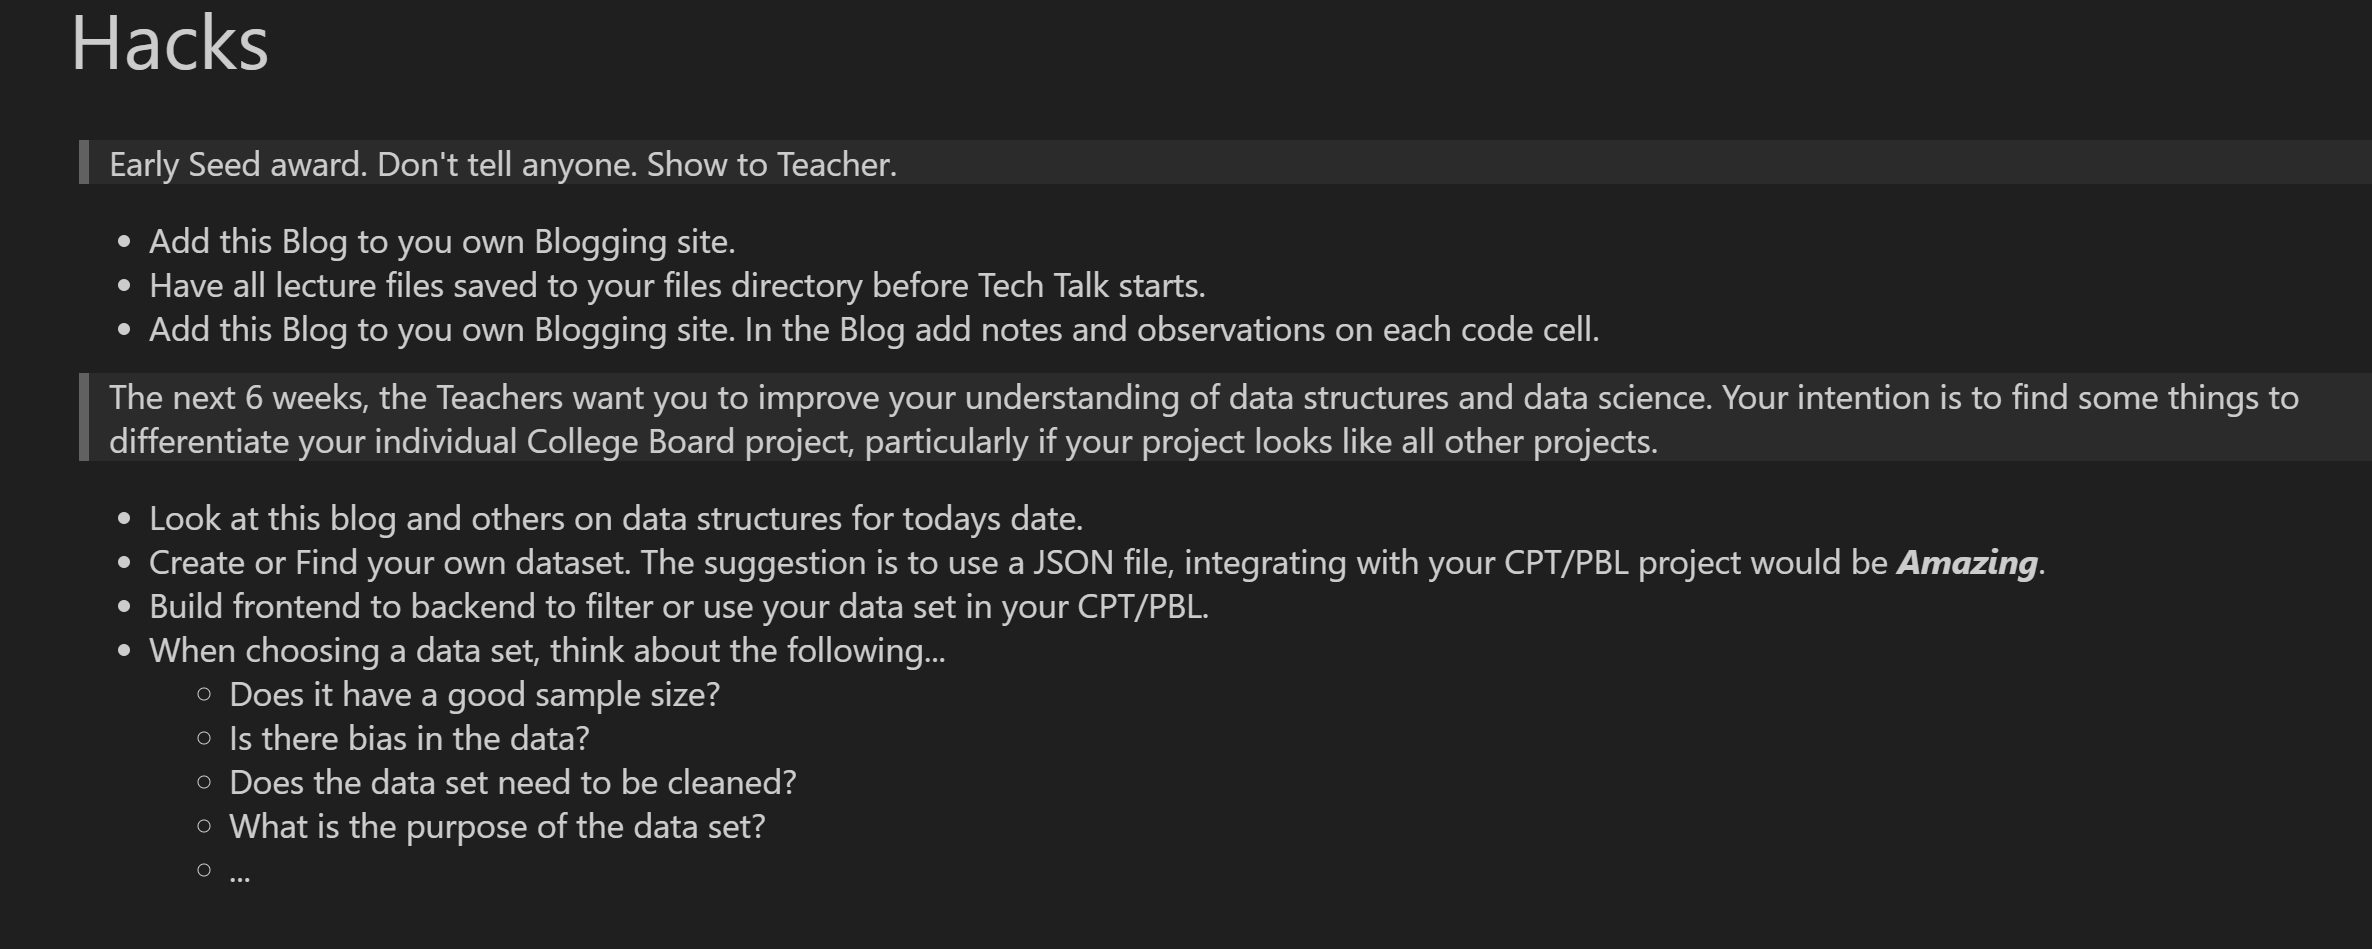 Hacks
Early Seed award. Don't tell anyone. Show to Teacher.
Add this Blog to you own Blogging site.
Have all lecture files saved to your files directory before Tech Talk starts.
Add this Blog to you own Blogging site. In the Blog add notes and observations on each code cell.
The next 6 weeks, the Teachers want you to improve your understanding of data structures and data science. Your intention is to find some things to
differentiate your individual College Board project, particularly if your project looks like all other projects.
Look at this blog and others on data structures for todays date.
Create or Find your own dataset. The suggestion is to use a JSON file, integrating with your CPT/PBL project would be Amazing.
Build frontend to backend to filter or use your data set in your CPT/PBL.
When choosing a data set, think about the following...
Does it have a good sample size?
Is there bias in the data?
Does the data set need to be cleaned?
What is the purpose of the data set?
...